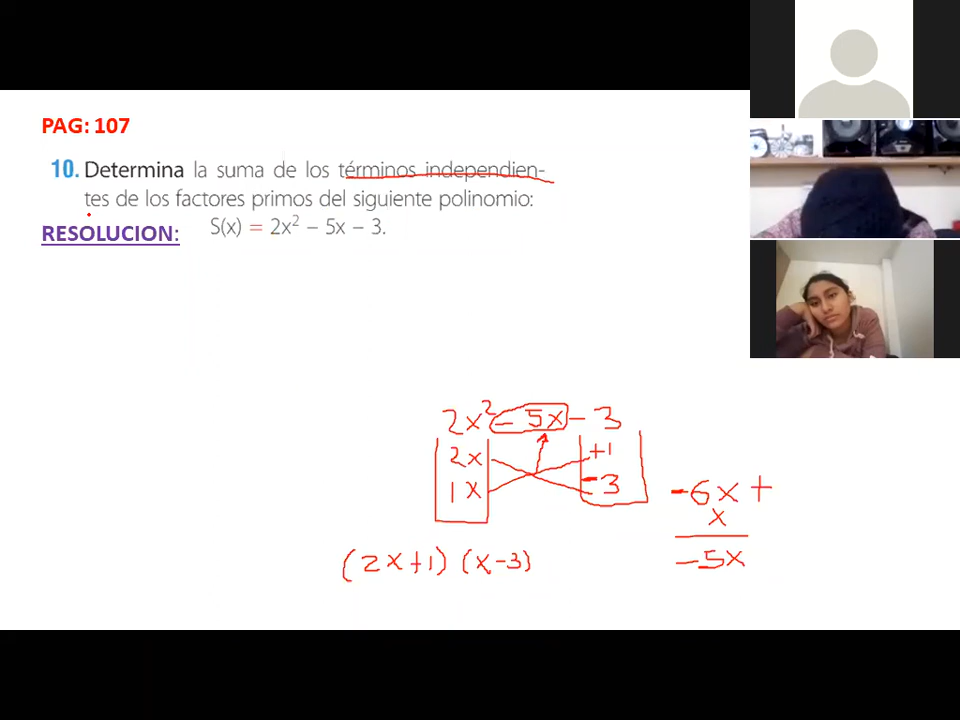 PAG: 107
10. Determina la suma de los términos independien-
tes de los factores primos del siguiente polinomio:
RESOLUCION: S(x) = 2x² – 5x – 3.
2x² – 5x – 3
2x +1
1x -3
-6x +
x
-5x
(2x+1) (x-3)